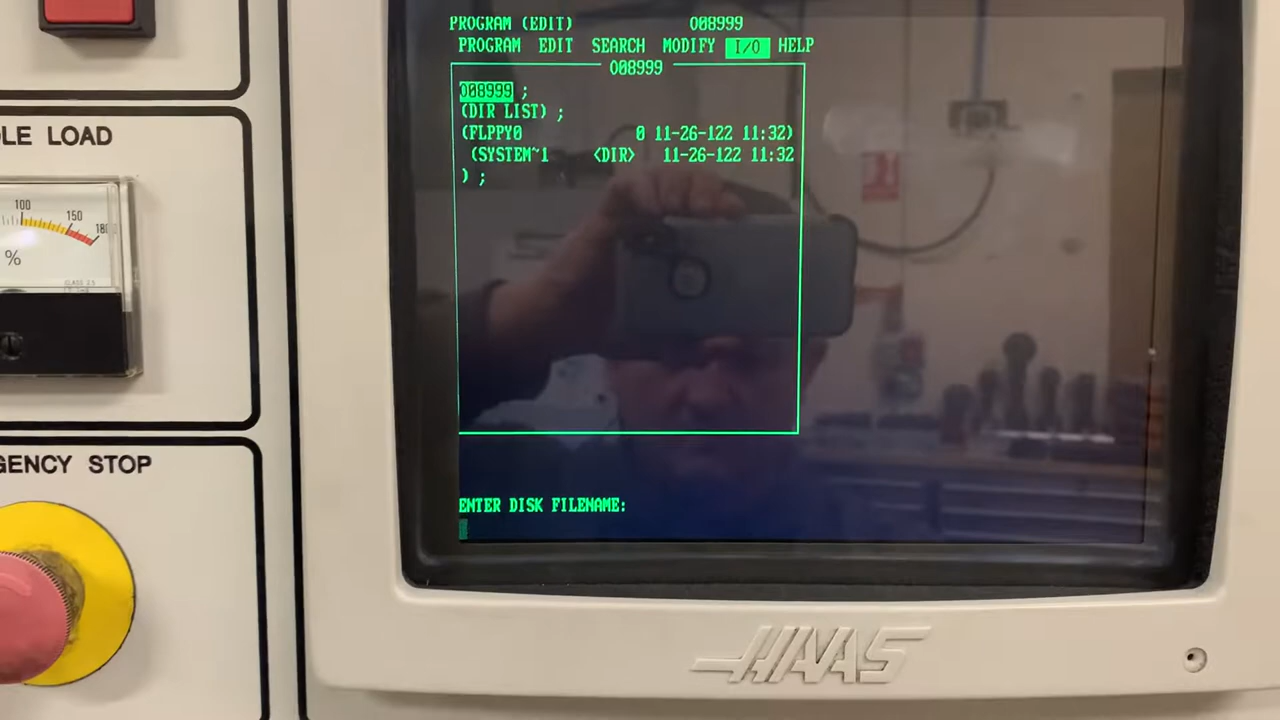 PROGRAM (EDIT) O08999
PROGRAM EDIT SEARCH MODIFY I/O HELP
O08999
O08999 ;
(DIR LIST) ;
(FLPPY0 0 11-26-122 11:32)
(SYSTEM~1 <DIR> 11-26-122 11:32
) ;
ENTER DISK FILENAME:
LE LOAD
100 150 180
%
GENCY STOP
HAAS